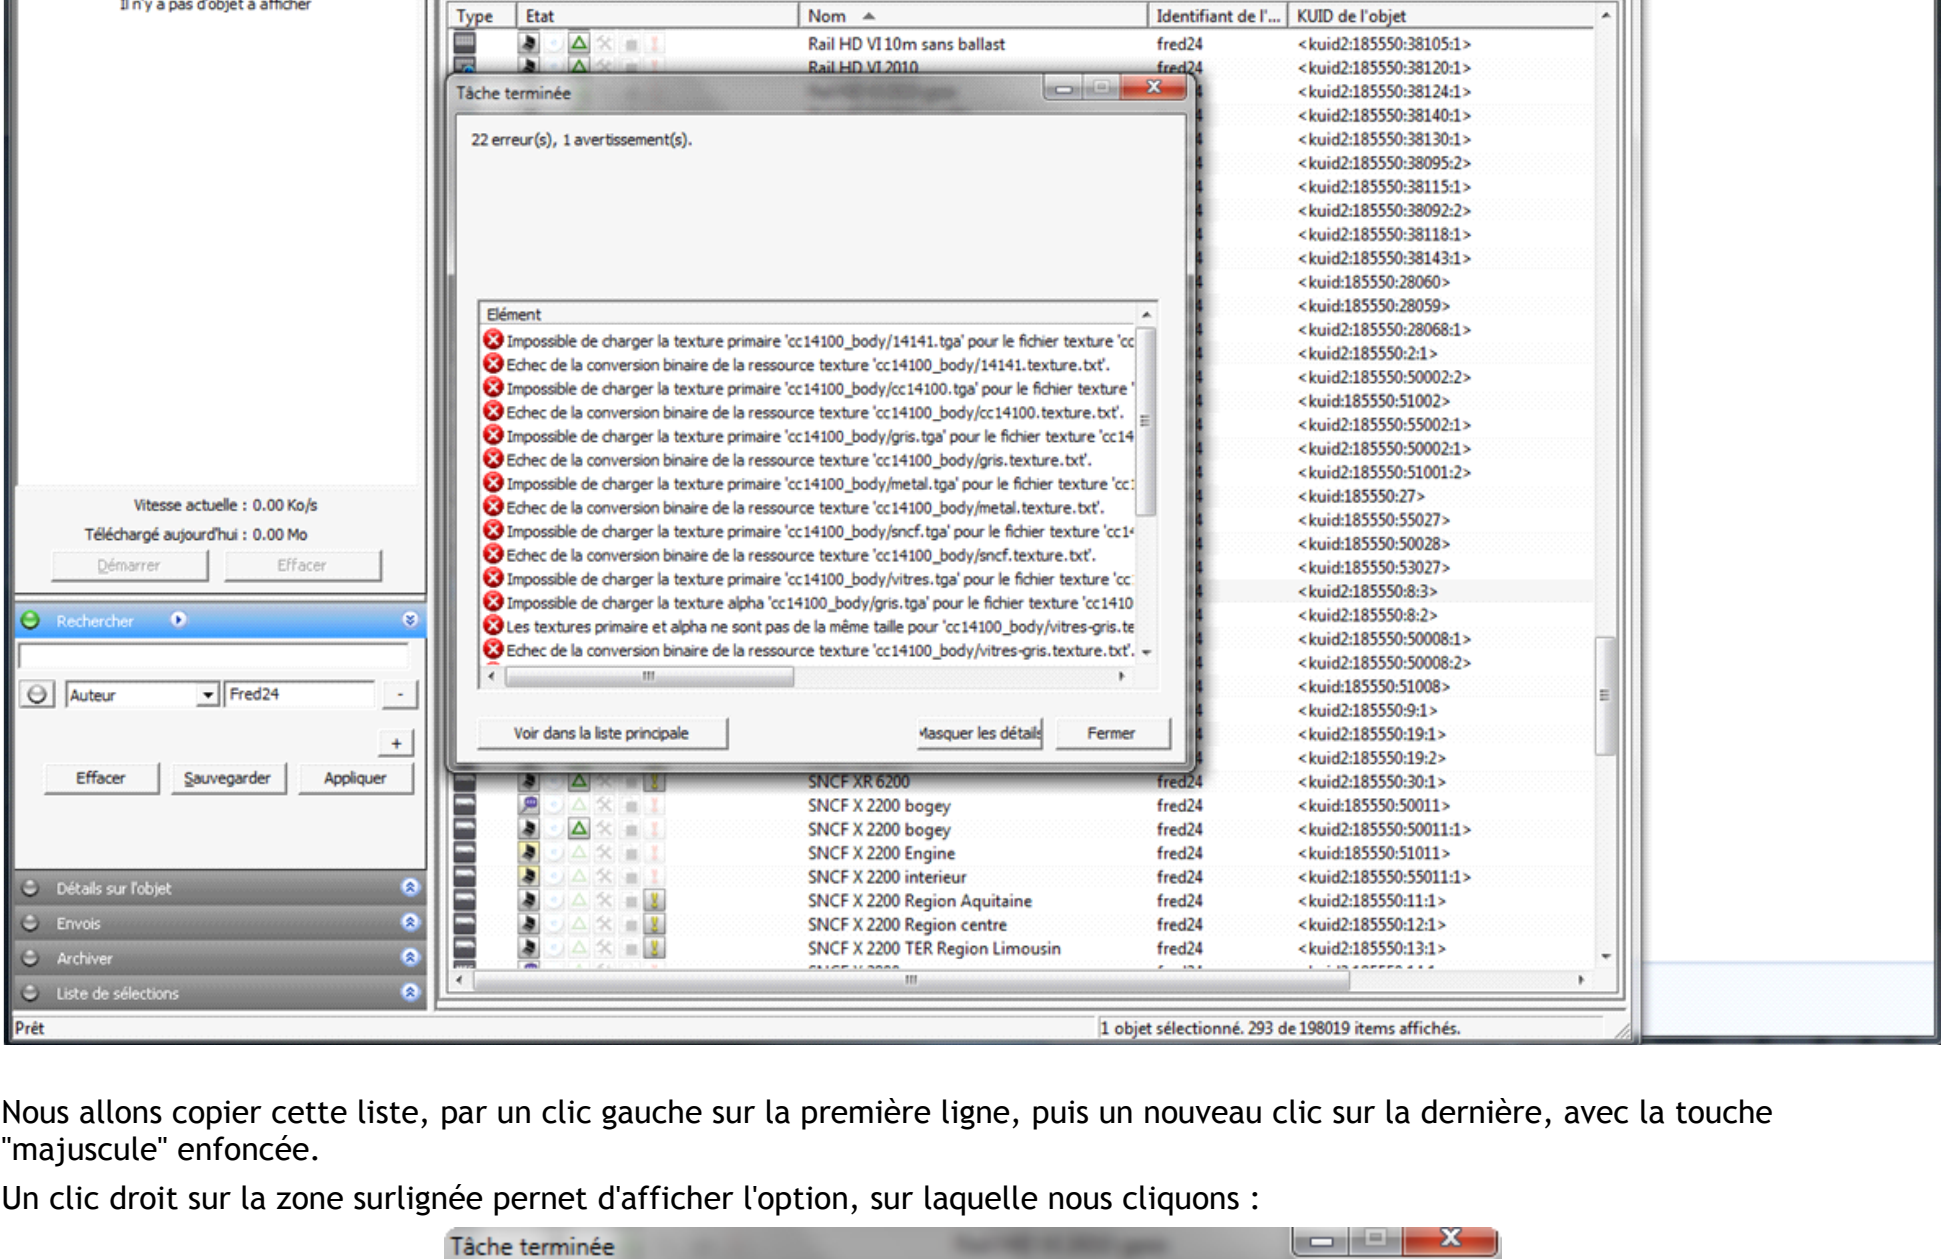 Il n'y a pas d'objet à afficher
Type Etat Nom Identifiant de l'... KUID de l'objet
Rail HD VI 10m sans ballast fred24 <kuid2:185550:38105:1>
Rail HD VI 2010 fred24 <kuid2:185550:38120:1>
<kuid2:185550:38124:1>
<kuid2:185550:38140:1>
<kuid2:185550:38130:1>
<kuid2:185550:38095:2>
<kuid2:185550:38115:1>
<kuid2:185550:38092:2>
<kuid2:185550:38118:1>
<kuid2:185550:38143:1>
<kuid:185550:28060>
<kuid:185550:28059>
<kuid2:185550:28068:1>
<kuid2:185550:2:1>
<kuid2:185550:50002:2>
<kuid:185550:51002>
<kuid2:185550:55002:1>
<kuid2:185550:50002:1>
<kuid2:185550:51001:2>
<kuid:185550:27>
<kuid:185550:55027>
<kuid:185550:50028>
<kuid:185550:53027>
<kuid2:185550:8:3>
<kuid2:185550:8:2>
<kuid2:185550:50008:1>
<kuid2:185550:50008:2>
<kuid:185550:51008>
<kuid2:185550:9:1>
<kuid2:185550:19:1>
<kuid2:185550:19:2>
Tâche terminée
22 erreur(s), 1 avertissement(s).
Elément
Impossible de charger la texture primaire 'cc14100_body/14141.tga' pour le fichier texture 'cc
Echec de la conversion binaire de la ressource texture 'cc14100_body/14141.texture.txt'.
Impossible de charger la texture primaire 'cc14100_body/cc14100.tga' pour le fichier texture '
Echec de la conversion binaire de la ressource texture 'cc14100_body/cc14100.texture.txt'.
Impossible de charger la texture primaire 'cc14100_body/gris.tga' pour le fichier texture 'cc14
Echec de la conversion binaire de la ressource texture 'cc14100_body/gris.texture.txt'.
Impossible de charger la texture primaire 'cc14100_body/metal.tga' pour le fichier texture 'cc1
Echec de la conversion binaire de la ressource texture 'cc14100_body/metal.texture.txt'.
Impossible de charger la texture primaire 'cc14100_body/sncf.tga' pour le fichier texture 'cc14
Echec de la conversion binaire de la ressource texture 'cc14100_body/sncf.texture.txt'.
Impossible de charger la texture primaire 'cc14100_body/vitres.tga' pour le fichier texture 'cc
Impossible de charger la texture alpha 'cc14100_body/gris.tga' pour le fichier texture 'cc1410
Les textures primaire et alpha ne sont pas de la même taille pour 'cc14100_body/vitres-gris.te
Echec de la conversion binaire de la ressource texture 'cc14100_body/vitres-gris.texture.txt'.
Voir dans la liste principale Masquer les détails Fermer
Vitesse actuelle : 0.00 Ko/s
Téléchargé aujourd'hui : 0.00 Mo
Démarrer Effacer
Rechercher
Auteur Fred24 -
+
Effacer Sauvegarder Appliquer
Détails sur l'objet
Envois
Archiver
Liste de sélections
SNCF XR 6200 fred24 <kuid2:185550:30:1>
SNCF X 2200 bogey fred24 <kuid:185550:50011>
SNCF X 2200 bogey fred24 <kuid2:185550:50011:1>
SNCF X 2200 Engine fred24 <kuid:185550:51011>
SNCF X 2200 interieur fred24 <kuid2:185550:55011:1>
SNCF X 2200 Region Aquitaine fred24 <kuid2:185550:11:1>
SNCF X 2200 Region centre fred24 <kuid2:185550:12:1>
SNCF X 2200 TER Region Limousin fred24 <kuid2:185550:13:1>
Prêt 1 objet sélectionné. 293 de 198019 items affichés.
Nous allons copier cette liste, par un clic gauche sur la première ligne, puis un nouveau clic sur la dernière, avec la touche
"majuscule" enfoncée.
Un clic droit sur la zone surlignée pernet d'afficher l'option, sur laquelle nous cliquons :
Tâche terminée